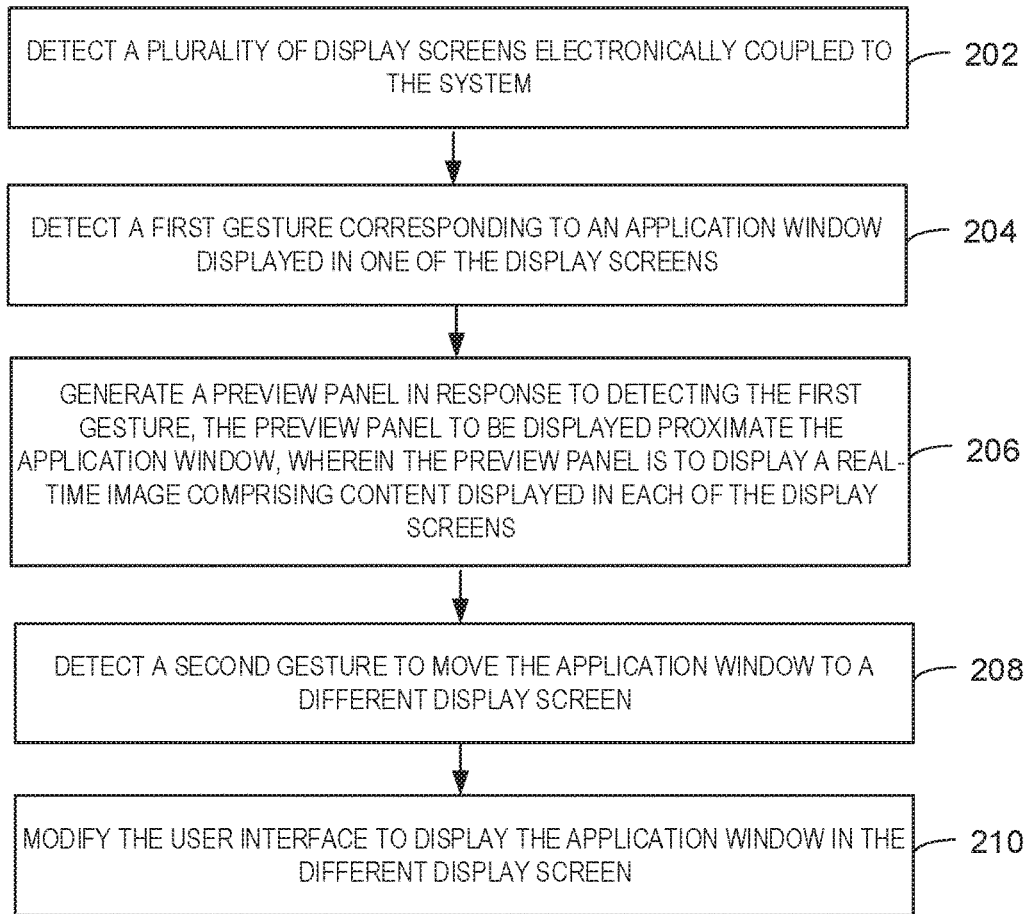 DETECT A PLURALITY OF DISPLAY SCREENS ELECTRONICALLY COUPLED TO
THE SYSTEM
202
DETECT A FIRST GESTURE CORRESPONDING TO AN APPLICATION WINDOW
DISPLAYED IN ONE OF THE DISPLAY SCREENS
204
GENERATE A PREVIEW PANEL IN RESPONSE TO DETECTING THE FIRST
GESTURE, THE PREVIEW PANEL TO BE DISPLAYED PROXIMATE THE
APPLICATION WINDOW, WHEREIN THE PREVIEW PANEL IS TO DISPLAY A REAL-
TIME IMAGE COMPRISING CONTENT DISPLAYED IN EACH OF THE DISPLAY
SCREENS
206
DETECT A SECOND GESTURE TO MOVE THE APPLICATION WINDOW TO A
DIFFERENT DISPLAY SCREEN
208
MODIFY THE USER INTERFACE TO DISPLAY THE APPLICATION WINDOW IN THE
DIFFERENT DISPLAY SCREEN
210